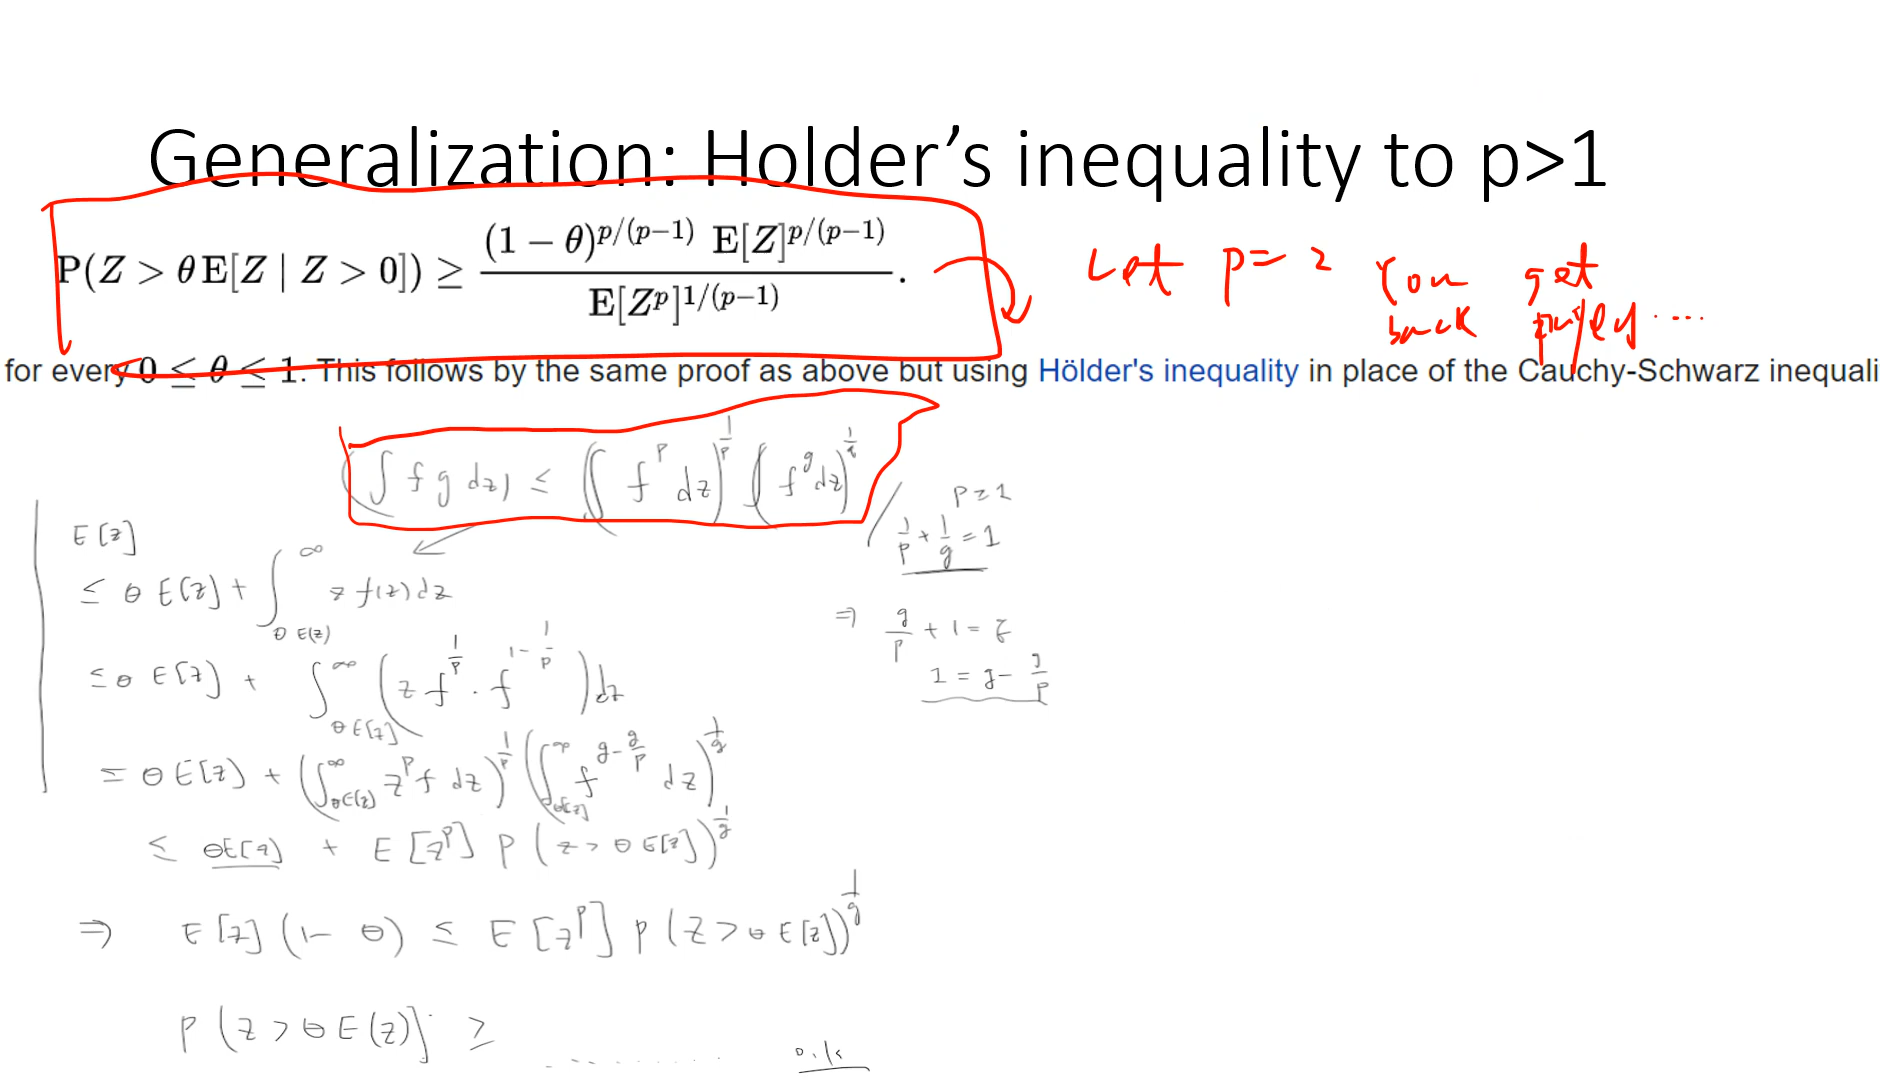 Generalization: Holder's inequality to p>1
P(Z > θ E[Z | Z > 0]) ≥ (1 − θ)^{p/(p−1)} E[Z]^{p/(p−1)} / E[Z^p]^{1/(p−1)}.
Let p = 2 You get
back
for every 0 ≤ θ ≤ 1. This follows by the same proof as above but using Hölder's inequality in place of the Cauchy-Schwarz inequali
(∫ f g dz) ≤ (∫ f^p dz)^{1/p} (∫ f^g dz)^{1/g}
p ≥ 1
1/p + 1/g = 1
E[z]
≤ θ E[z] + ∫_{θ E(z)}^∞ z f(z) dz
⇒ g/p + 1 = g
1 = g − g/p
≤ θ E[z] + ∫_{θ E[z]}^∞ (z f^{1/p} · f^{1−1/p}) dz
≤ θ E[z] + (∫_{θE(z)}^∞ z^p f dz)^{1/p} (∫_{θE[z]}^∞ f^{g−g/p} dz)^{1/g}
≤ θE[z] + E[z^p] P(z > θ E[z])^{1/g}
⇒ E[z] (1 − θ) ≤ E[z^p] P(Z > θ E[z])^{1/g}
P(z > θ E(z)] ≥ ........